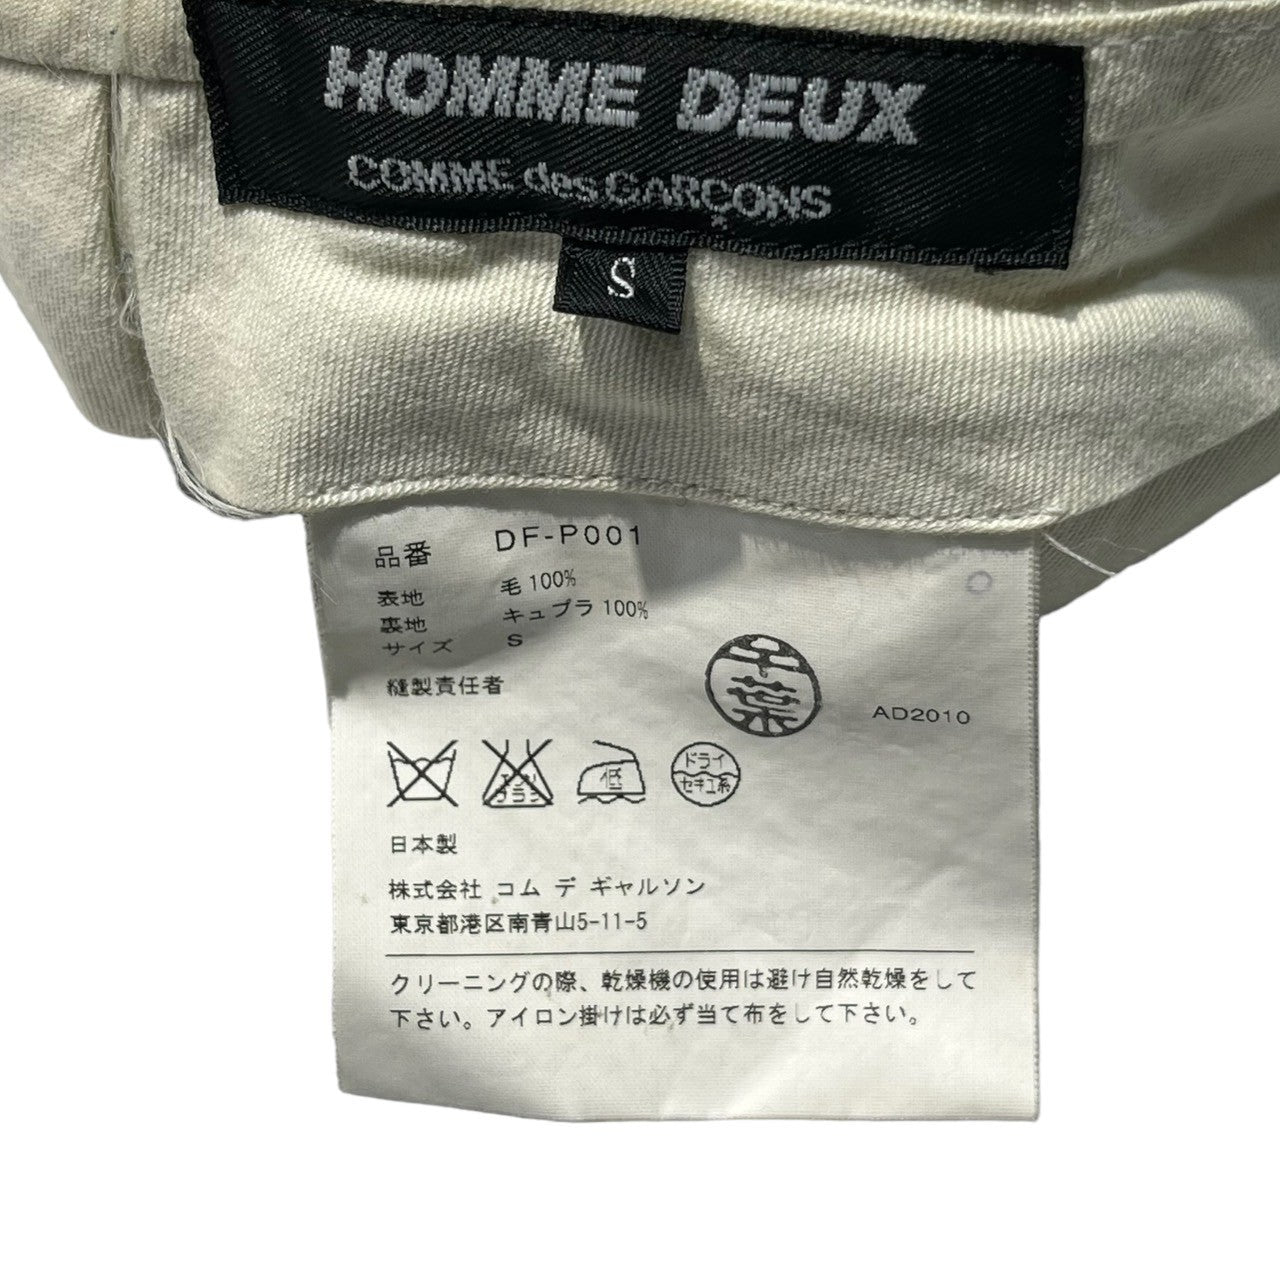 HOMME DEUX
COMME des GARÇONS
S
品番 DF-P001
表地 毛 100%
裏地 キュプラ 100%
サイズ S
縫製責任者
千葉
AD2010
低
ドライ
セキユ系
日本製
株式会社 コム デ ギャルソン
東京都港区南青山5-11-5
クリーニングの際、乾燥機の使用は避け自然乾燥をして
下さい。アイロン掛けは必ず当て布をして下さい。